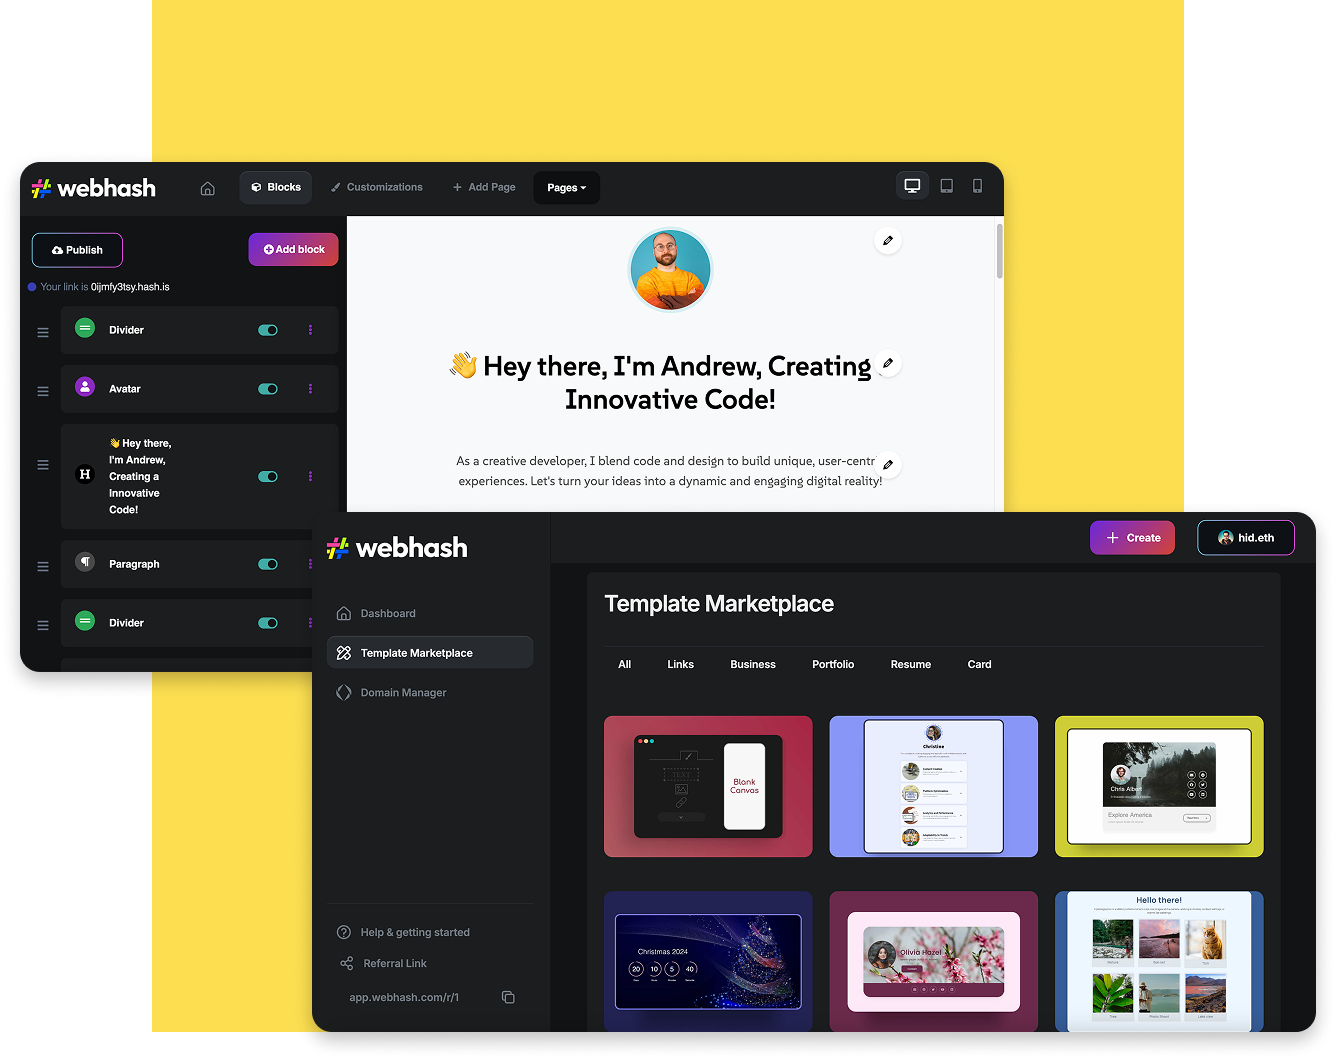 webhash
Blocks
Customizations
Add Page
Pages
Publish
Add block
Your link is 0ijmfy3tsy.hash.is
Divider
Avatar
H
👋 Hey there,
I'm Andrew,
Creating a
Innovative
Code!
Paragraph
Divider
👋 Hey there, I'm Andrew, Creating
Innovative Code!
As a creative developer, I blend code and design to build unique, user-centr
experiences. Let's turn your ideas into a dynamic and engaging digital reality!
webhash
Create
hid.eth
Dashboard
Template Marketplace
Domain Manager
Help & getting started
Referral Link
app.webhash.com/r/1
Template Marketplace
All
Links
Business
Portfolio
Resume
Card
TEXT
Blank
Canvas
Christine
Chris Albert
Explore America
Christmas 2024
20 10 5 40
Olivia Hazel
Hello there!